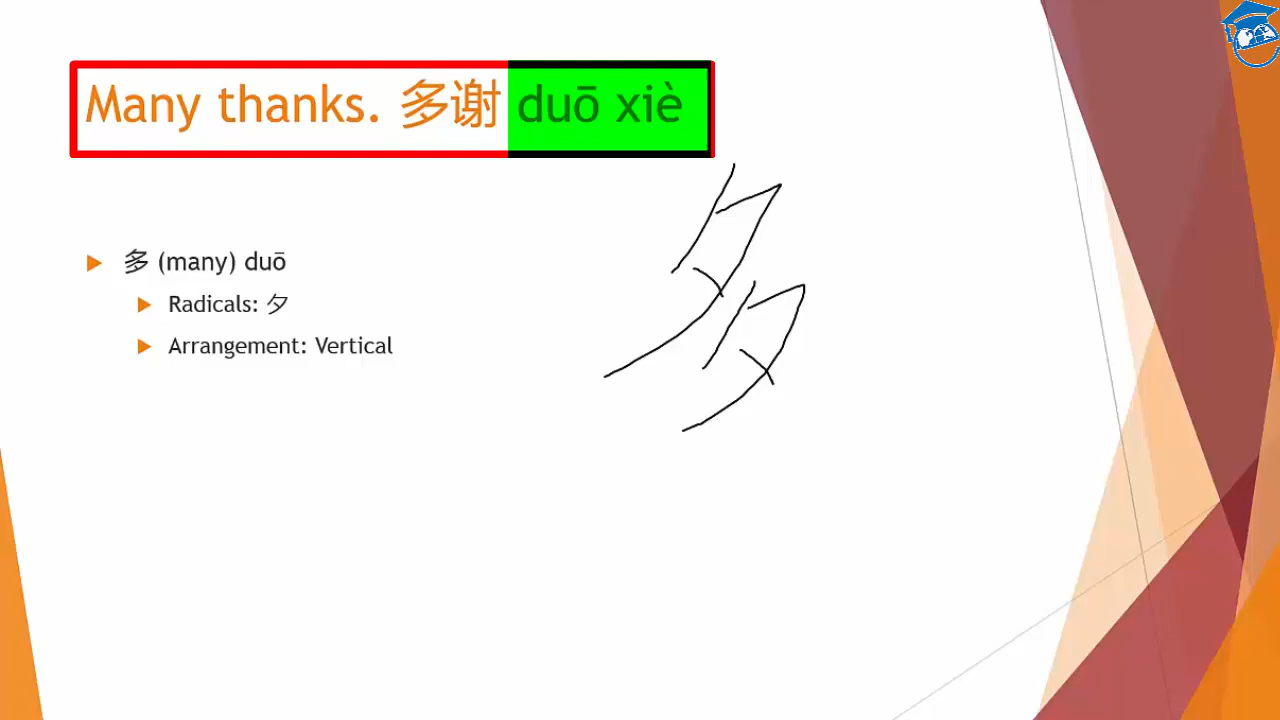 Many thanks. 多谢 duō xiè
多 (many) duō
Radicals: 夕
Arrangement: Vertical
多